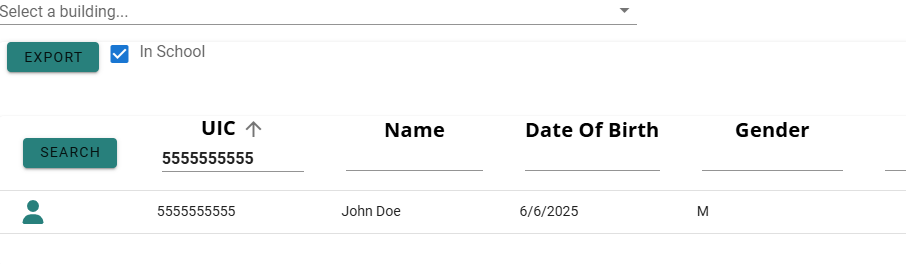 Select a building...
EXPORT In School
UIC Name Date Of Birth Gender
SEARCH 5555555555
5555555555 John Doe 6/6/2025 M